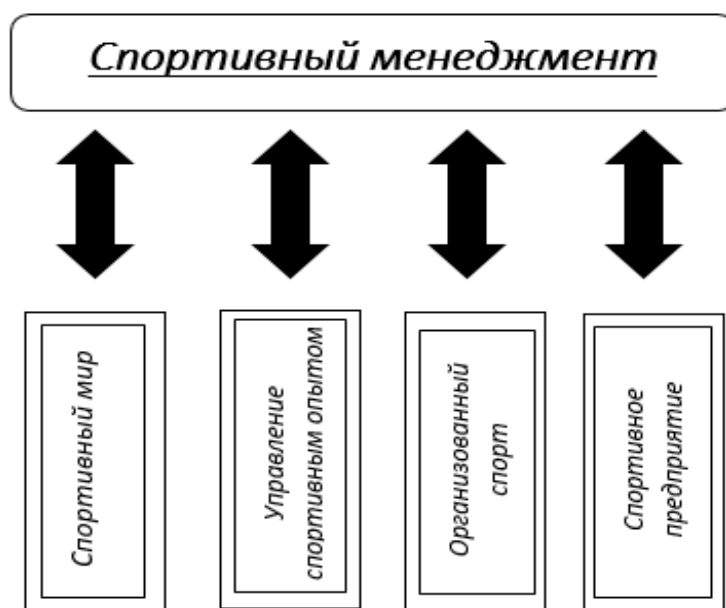 Спортивный менеджмент
Спортивный мир
Управление
спортивным опытом
Организованный
спорт
Спортивное
предприятие